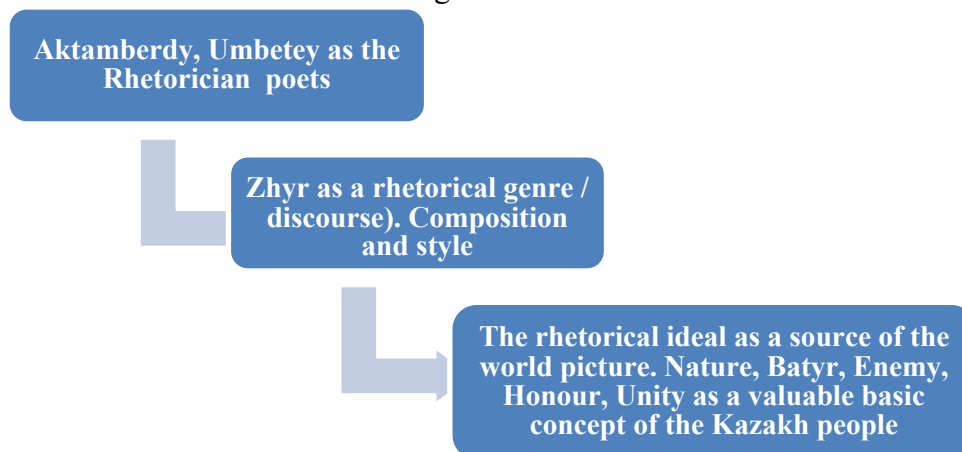 Aktamberdy, Umbetey as the
Rhetorician poets
Zhyr as a rhetorical genre /
discourse). Composition
and style
The rhetorical ideal as a source of the
world picture. Nature, Batyr, Enemy,
Honour, Unity as a valuable basic
concept of the Kazakh people